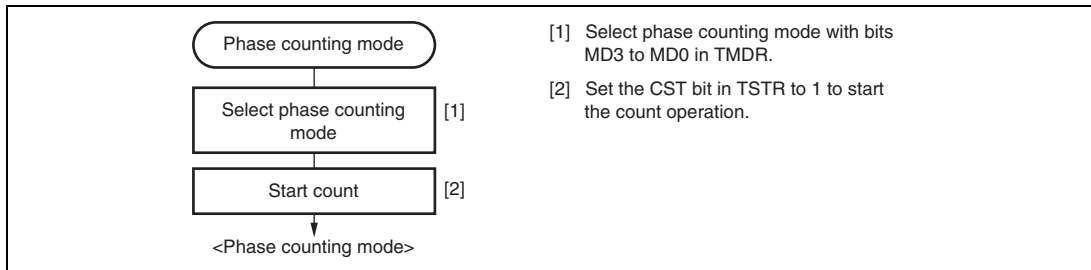 Phase counting mode
Select phase counting
mode
[1]
Start count
[2]
<Phase counting mode>
[1] Select phase counting mode with bits
MD3 to MD0 in TMDR.
[2] Set the CST bit in TSTR to 1 to start
the count operation.